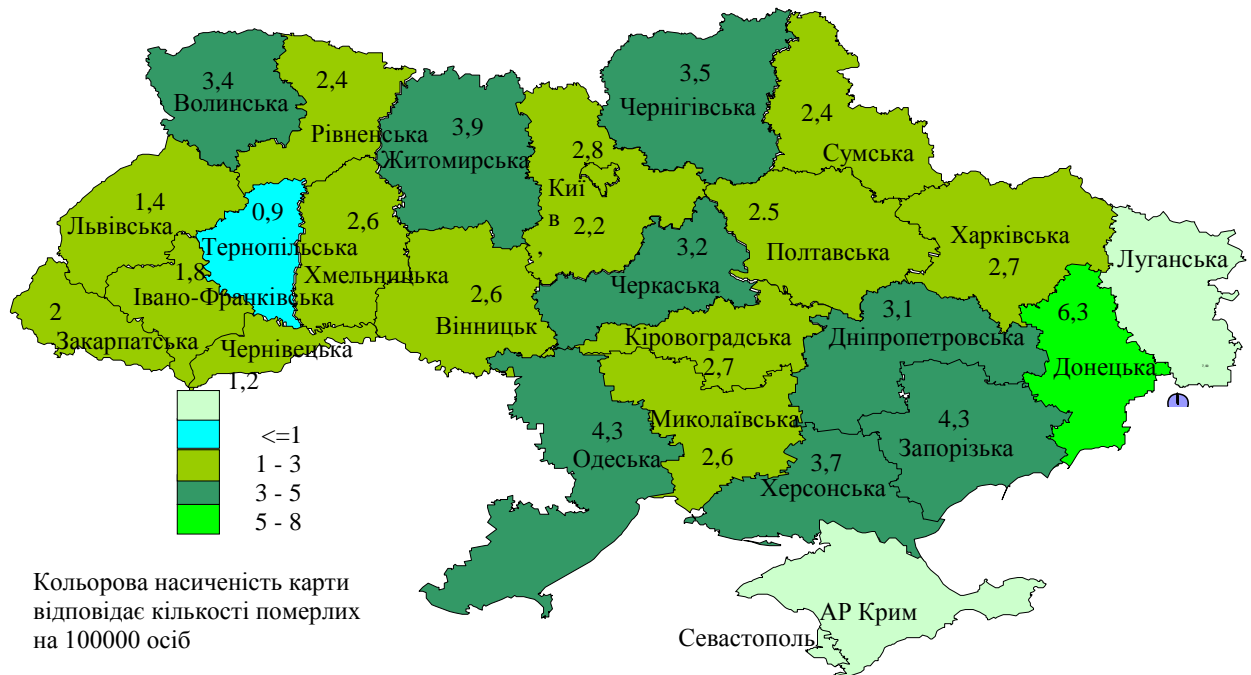 3,4
Волинська
2,4
Рівненська
3,9
Житомирська
2,8
Киї
в
,
2,2
3,5
Чернігівська
2,4
Сумська
1,4
Львівська
0,9
Тернопільська
2,6
Хмельницька
1,8
Івано-Франківська
2
Закарпатська
Чернівецька
1,2
2,6
Вінницьк
3,2
Черкаська
2.5
Полтавська
Харківська
2,7
Луганська
Кіровоградська
2,7
3,1
Дніпропетровська
6,3
Донецька
Миколаївська
2,6
4,3
Одеська
4,3
Запорізька
3,7
Херсонська
АР Крим
Севастополь
<=1
1 - 3
3 - 5
5 - 8
Кольорова насиченість карти
відповідає кількості померлих
на 100000 осіб